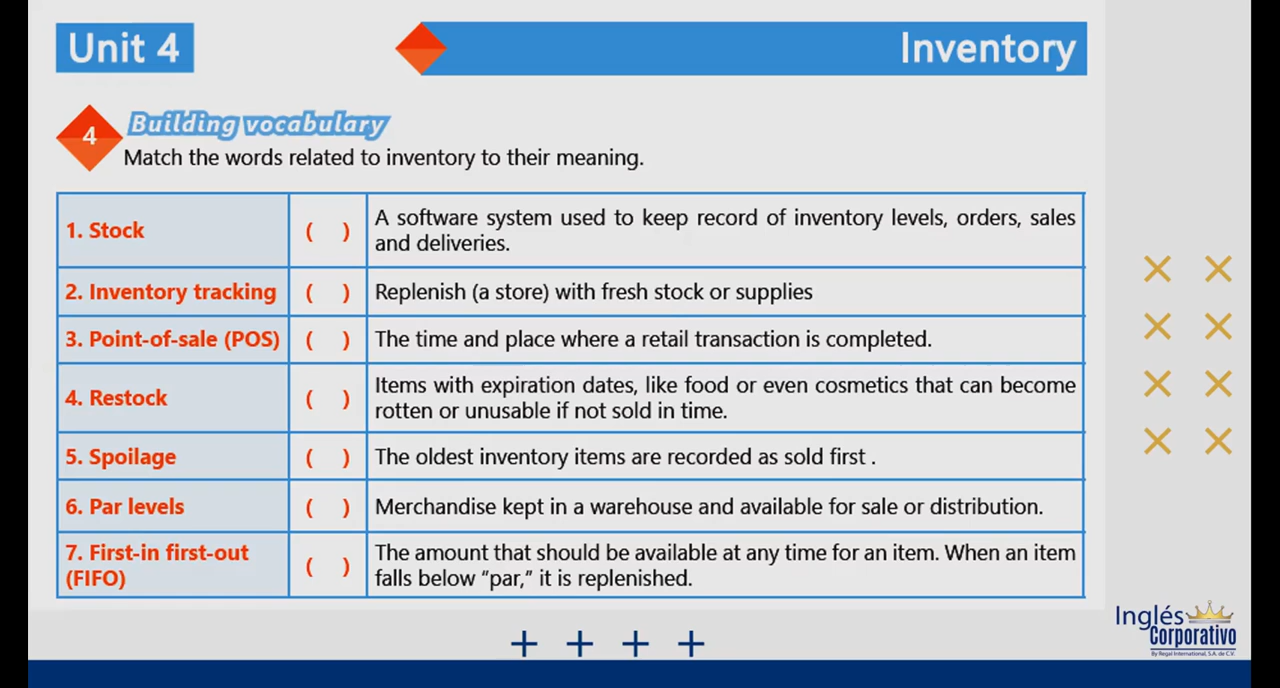 Unit 4
Inventory
4
Building vocabulary
Match the words related to inventory to their meaning.
1. Stock
( )
A software system used to keep record of inventory levels, orders, sales
and deliveries.
2. Inventory tracking
( )
Replenish (a store) with fresh stock or supplies
3. Point-of-sale (POS)
( )
The time and place where a retail transaction is completed.
4. Restock
( )
Items with expiration dates, like food or even cosmetics that can become
rotten or unusable if not sold in time.
5. Spoilage
( )
The oldest inventory items are recorded as sold first .
6. Par levels
( )
Merchandise kept in a warehouse and available for sale or distribution.
7. First-in first-out
(FIFO)
( )
The amount that should be available at any time for an item. When an item
falls below “par,” it is replenished.
Inglés
Corporativo
By Regal International, S.A. de C.V.